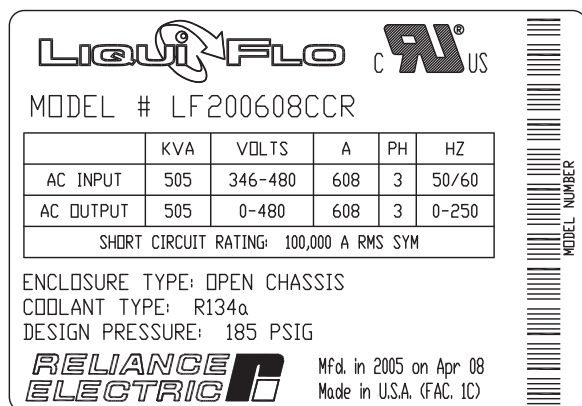 LIQUIFLO
C RU® US
MODEL # LF200608CCR
KVA VOLTS A PH HZ
AC INPUT 505 346-480 608 3 50/60
AC OUTPUT 505 0-480 608 3 0-250
SHORT CIRCUIT RATING: 100,000 A RMS SYM
ENCLOSURE TYPE: OPEN CHASSIS
COOLANT TYPE: R134a
DESIGN PRESSURE: 185 PSIG
RELIANCE
ELECTRIC
Mfd. in 2005 on Apr 08
Made in U.S.A. (FAC. 1C)
MODEL NUMBER